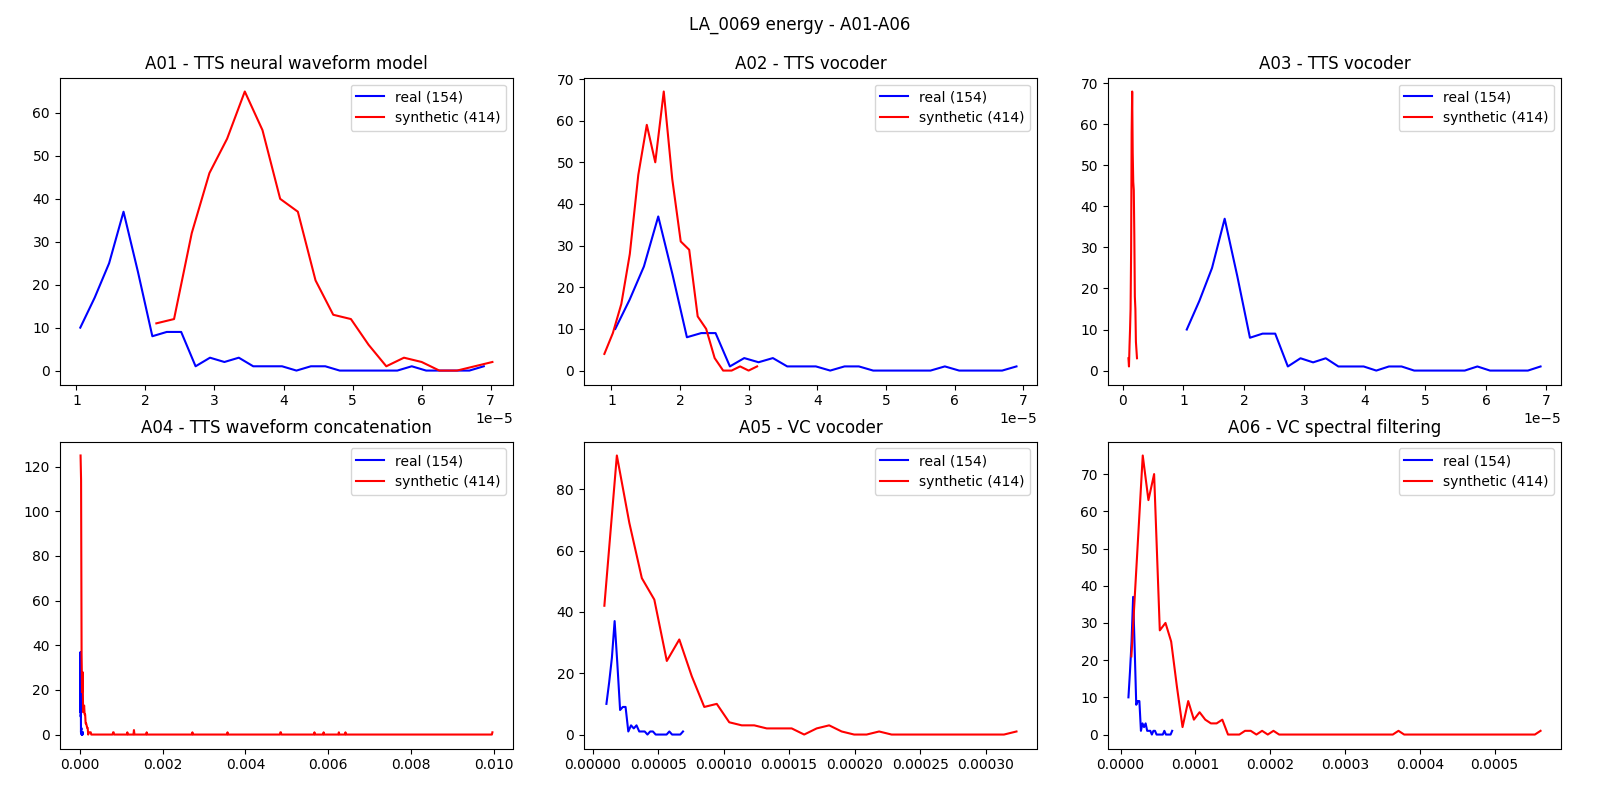 LA_0069 energy - A01-A06
A01 - TTS neural waveform model
real (154)
synthetic (414)
60
50
40
30
20
10
0
1 2 3 4 5 6 7
1e−5
A02 - TTS vocoder
real (154)
synthetic (414)
70
60
50
40
30
20
10
0
1 2 3 4 5 6 7
1e−5
A03 - TTS vocoder
real (154)
synthetic (414)
70
60
50
40
30
20
10
0
0 1 2 3 4 5 6 7
1e−5
A04 - TTS waveform concatenation
real (154)
synthetic (414)
120
100
80
60
40
20
0
0.000 0.002 0.004 0.006 0.008 0.010
A05 - VC vocoder
real (154)
synthetic (414)
80
60
40
20
0
0.00000 0.00005 0.00010 0.00015 0.00020 0.00025 0.00030
A06 - VC spectral filtering
real (154)
synthetic (414)
70
60
50
40
30
20
10
0
0.0000 0.0001 0.0002 0.0003 0.0004 0.0005